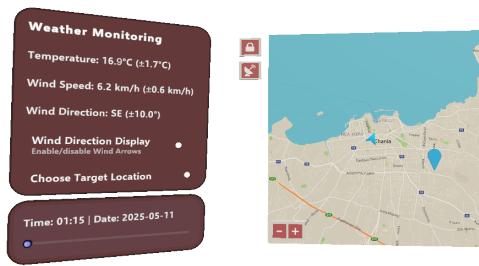 Weather Monitoring
Temperature: 16.9°C (±1.7°C)
Wind Speed: 6.2 km/h (±0.6 km/h)
Wind Direction: SE (±10.0°)
Wind Direction Display
Enable/disable Wind Arrows
Choose Target Location
Time: 01:15 | Date: 2025-05-11
Chania